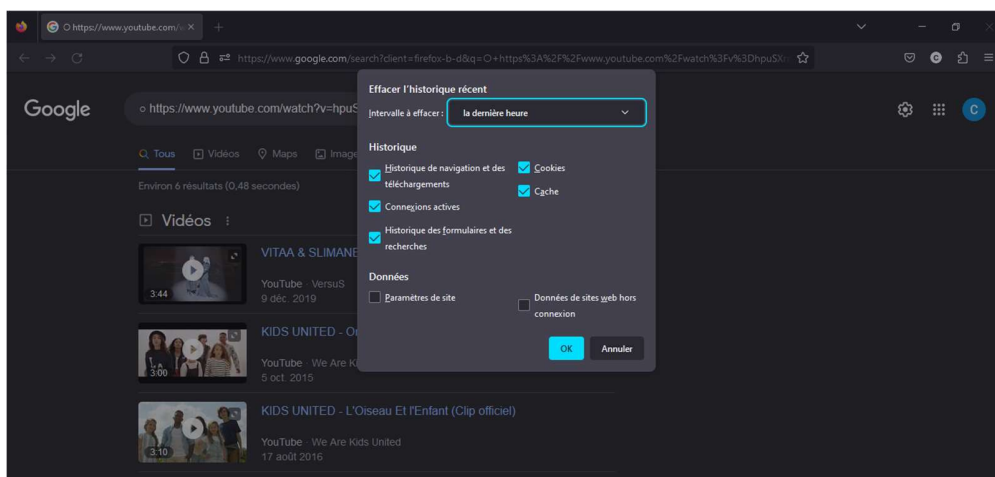 https://www.youtube.com/
https://www.google.com/search?client=firefox-b-d&q=O+https%3A%2F%2Fwww.youtube.com%2Fwatch%3Fv%3DhpuSX
Effacer l'historique récent
Intervalle à effacer : la dernière heure
Google
https://www.youtube.com/watch?v=hpuS
C
Historique
Tous Vidéos Maps Image
Historique de navigation et des téléchargements
Cookies
Cache
Environ 6 résultats (0,48 secondes)
Connexions actives
Vidéos
Historique des formulaires et des recherches
VITAA & SLIMANE
YouTube · VersuS
9 déc. 2019
3:44
Données
Paramètres de site
Données de sites web hors connexion
KIDS UNITED - O
YouTube · We Are Ki
5 oct. 2015
3:00
OK Annuler
KIDS UNITED - L'Oiseau Et l'Enfant (Clip officiel)
YouTube · We Are Kids United
17 août 2016
3:10